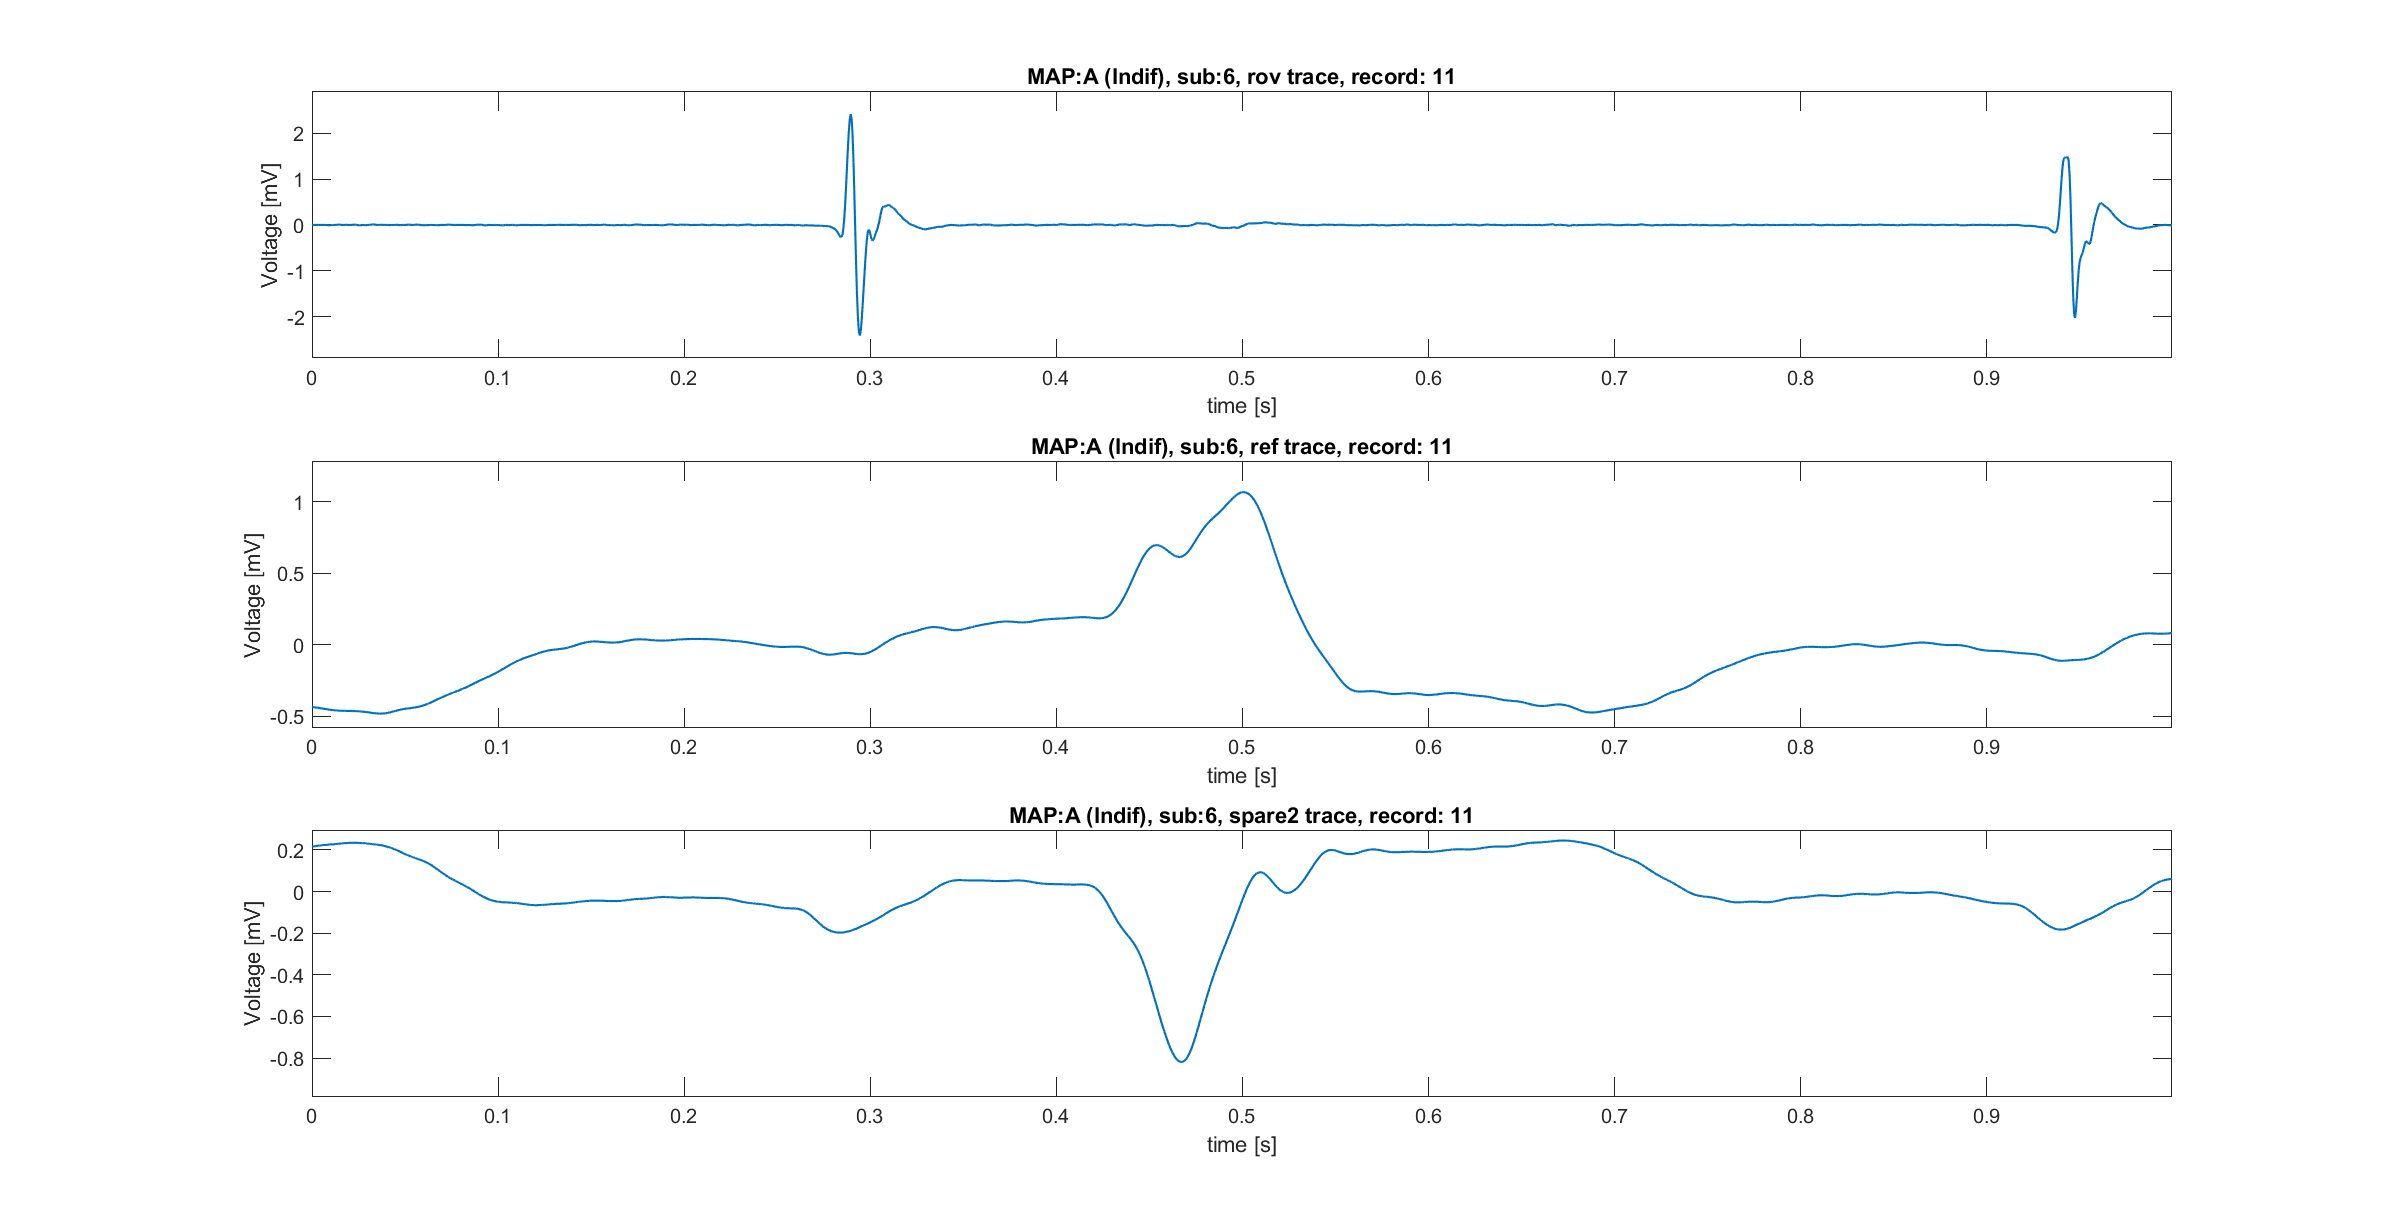 MAP:A (Indif), sub:6, rov trace, record: 11
Voltage [mV]
2
1
0
-1
-2
0 0.1 0.2 0.3 0.4 0.5 0.6 0.7 0.8 0.9
time [s]
MAP:A (Indif), sub:6, ref trace, record: 11
Voltage [mV]
1
0.5
0
-0.5
0 0.1 0.2 0.3 0.4 0.5 0.6 0.7 0.8 0.9
time [s]
MAP:A (Indif), sub:6, spare2 trace, record: 11
Voltage [mV]
0.2
0
-0.2
-0.4
-0.6
-0.8
0 0.1 0.2 0.3 0.4 0.5 0.6 0.7 0.8 0.9
time [s]